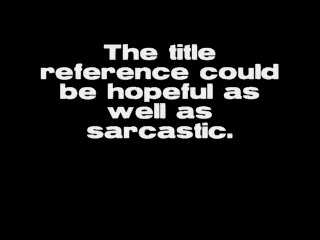 The title
reference could
be hopeful as
well as
sarcastic.